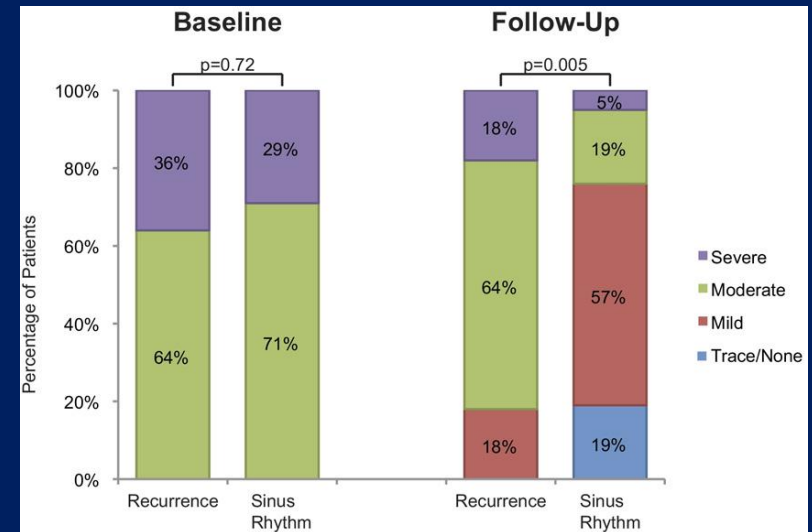 Baseline
Follow-Up
p=0.72
p=0.005
Percentage of Patients
100%
80%
60%
40%
20%
0%
36%
64%
29%
71%
18%
64%
18%
5%
19%
57%
19%
Recurrence
Sinus
Rhythm
Recurrence
Sinus
Rhythm
Severe
Moderate
Mild
Trace/None